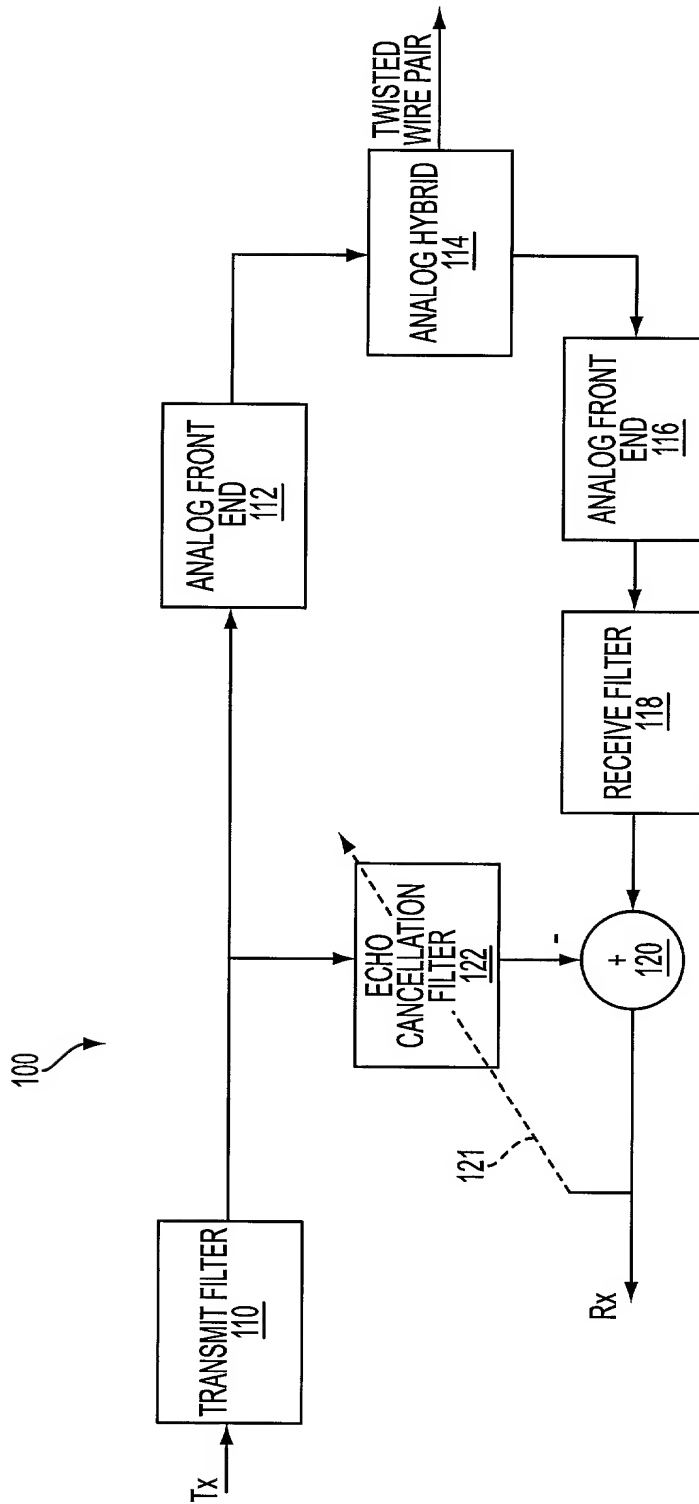 100
Tx
TRANSMIT FILTER
110
ANALOG FRONT
END
112
ANALOG HYBRID
114
TWISTED
WIRE PAIR
ECHO
CANCELLATION
FILTER
122
121
-
+
120
RECEIVE FILTER
118
ANALOG FRONT
END
116
Rx